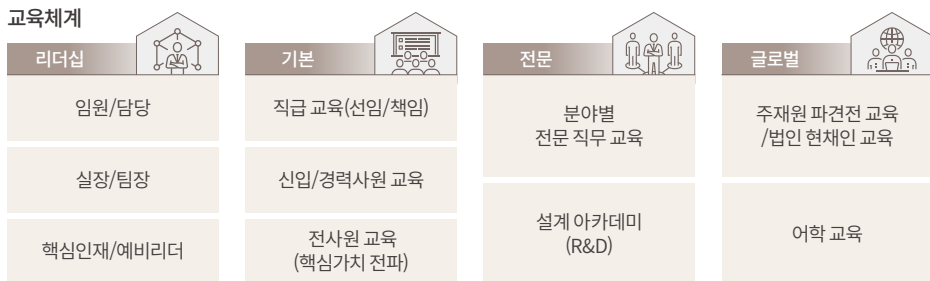 교육체계
리더십
임원/담당
실장/팀장
핵심인재/예비리더
기본
직급 교육(선임/책임)
신입/경력사원 교육
전사원 교육
(핵심가치 전파)
전문
분야별
전문 직무 교육
설계 아카데미
(R&D)
글로벌
주재원 파견전 교육
/법인 현채인 교육
어학 교육